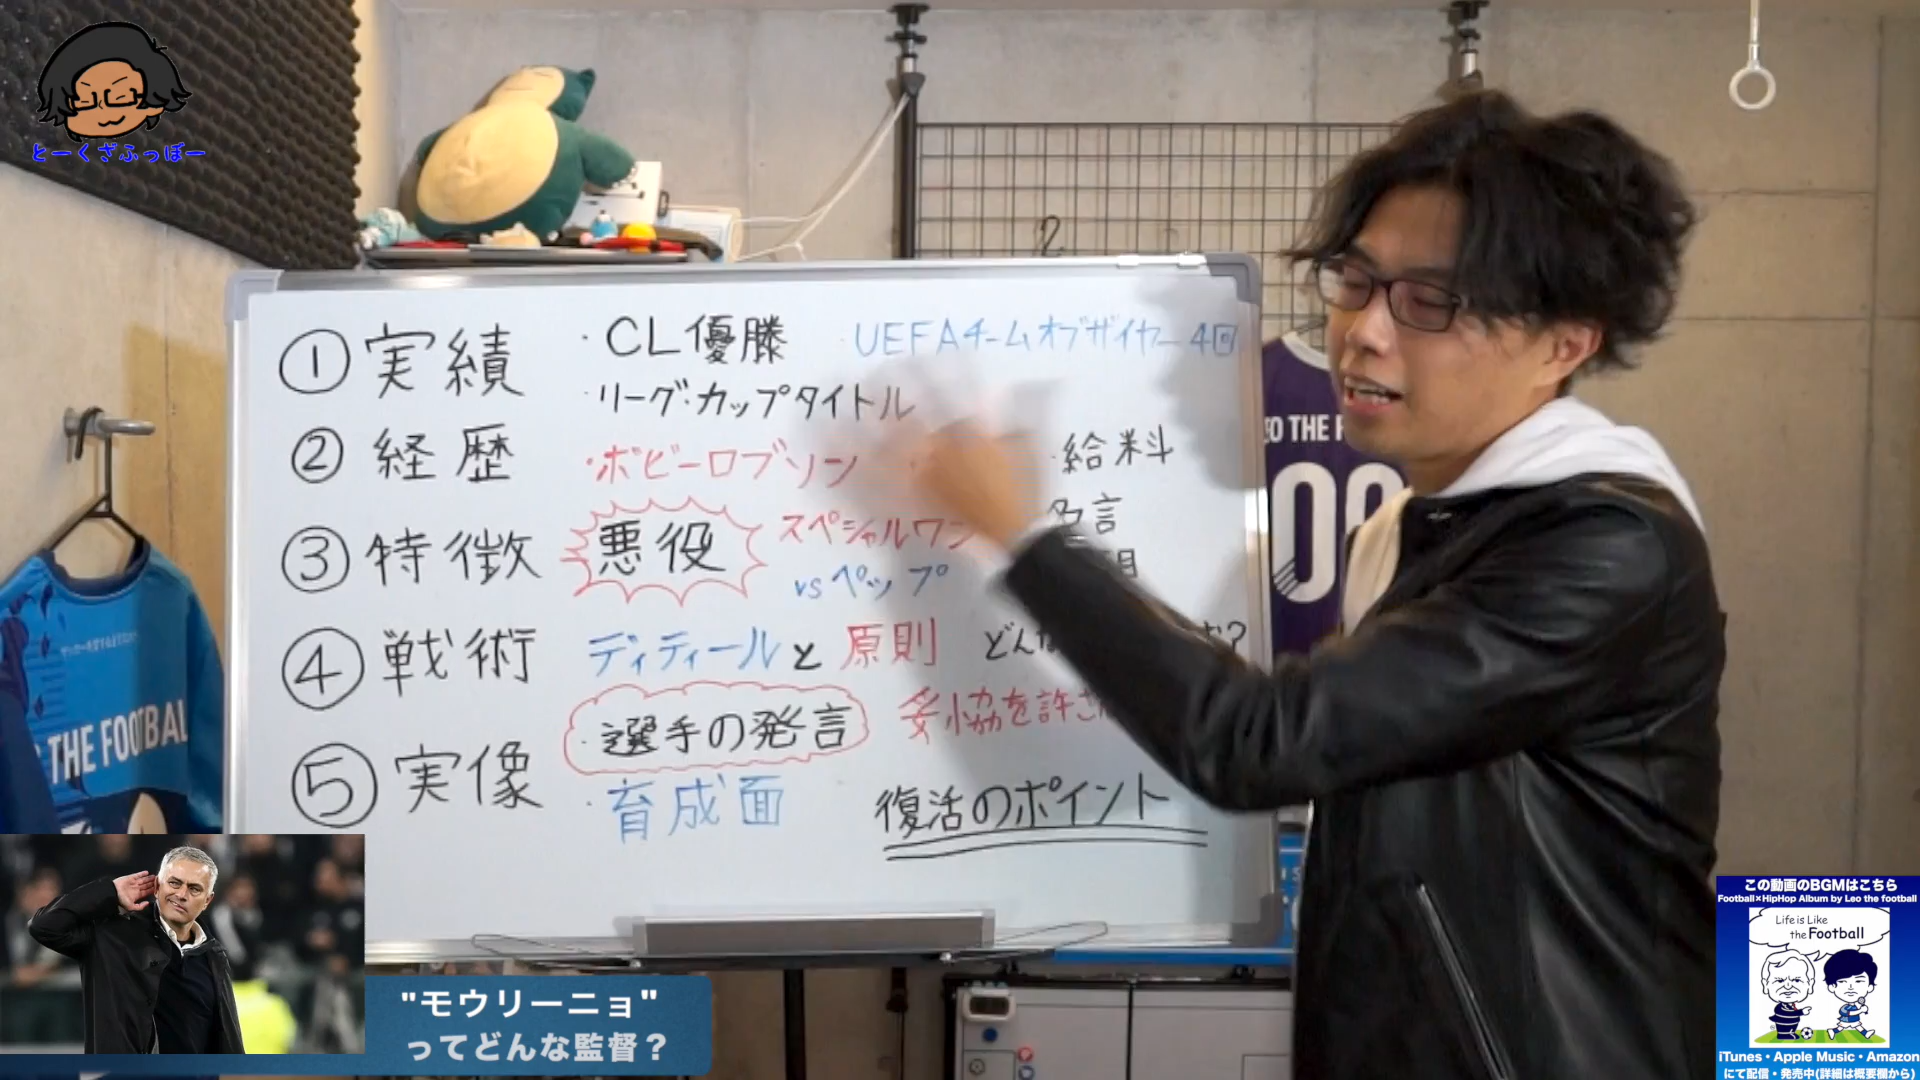 とーくざふっぼー
① 実績 ・CL優勝 ・UEFAチームオブザイヤー 4回
・リーグ・カップタイトル
② 経歴 ・ボビーロブソン ・給料
③ 特徴 悪役 スペシャルワン 名言
vsペップ
④ 戦術 ディティールと原則 どんな ?
・選手の発言 妥協を許さ
⑤ 実像 ・育成面 復活のポイント
EO THE F
00
THE FOOTBAL
"モウリーニョ"
ってどんな監督？
この動画のBGMはこちら
Football×HipHop Album by Leo the football
Life is Like
the Football
iTunes・Apple Music・Amazon
にて配信・発売中(詳細は概要欄から)